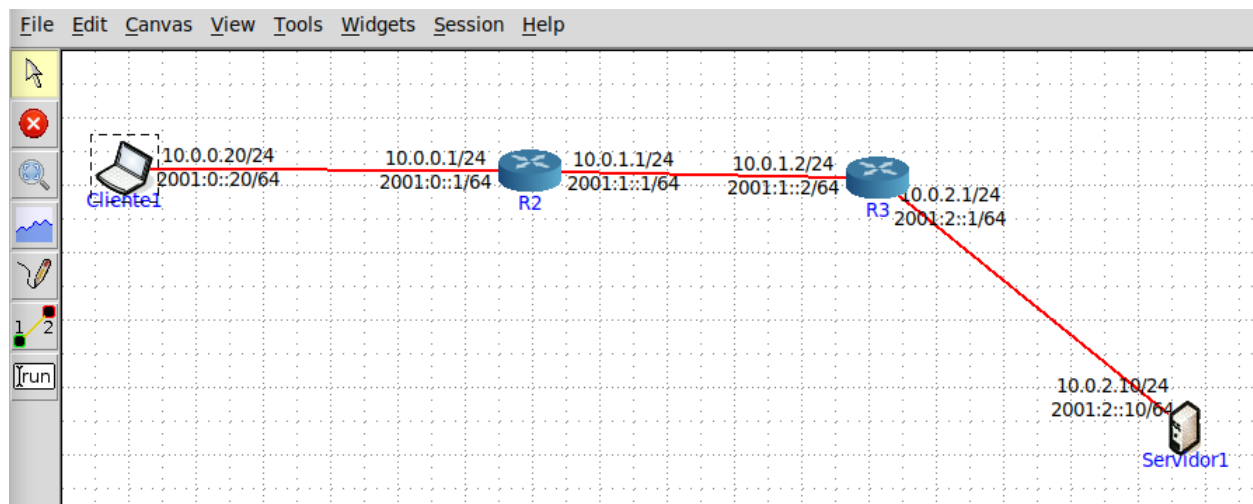 File Edit Canvas View Tools Widgets Session Help
10.0.0.20/24
2001:0::20/64
Cliente1
10.0.0.1/24
2001:0::1/64
R2
10.0.1.1/24
2001:1::1/64
10.0.1.2/24
2001:1::2/64
R3
10.0.2.1/24
2001:2::1/64
1 2
run
10.0.2.10/24
2001:2::10/64
Servidor1